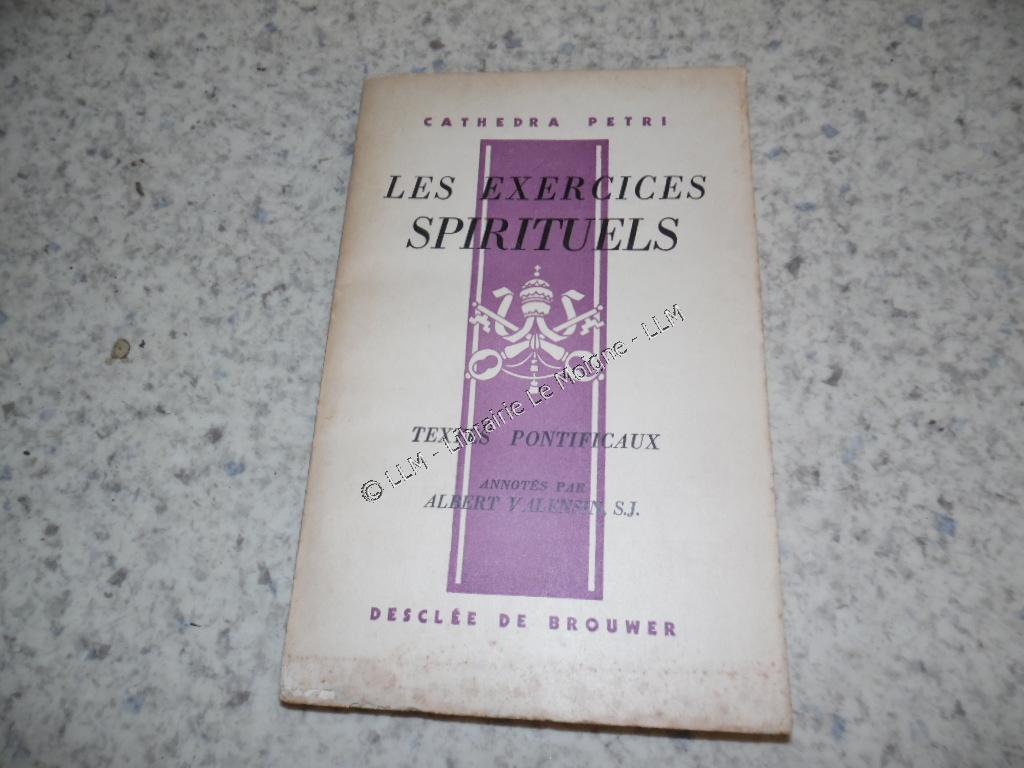 CATHEDRA PETRI
LES EXERCICES
SPIRITUELS
© LLM - Librairie Le Moigne - LLM
TEXTES PONTIFICAUX
ANNOTÉS PAR
ALBERT VALENSIN, S.J.
DESCLÉE DE BROUWER